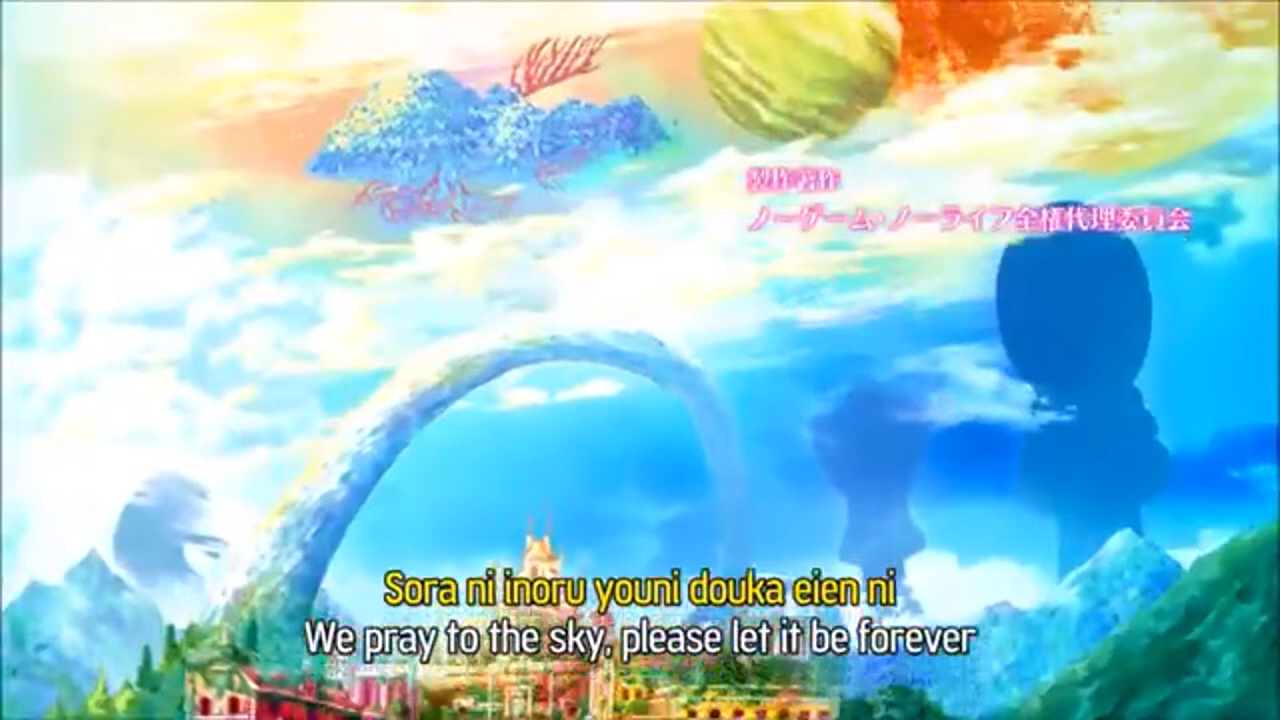 製作著作
ノーゲーム・ノーライフ全権代理委員会
Sora ni inoru youni douka eien ni
We pray to the sky, please let it be forever